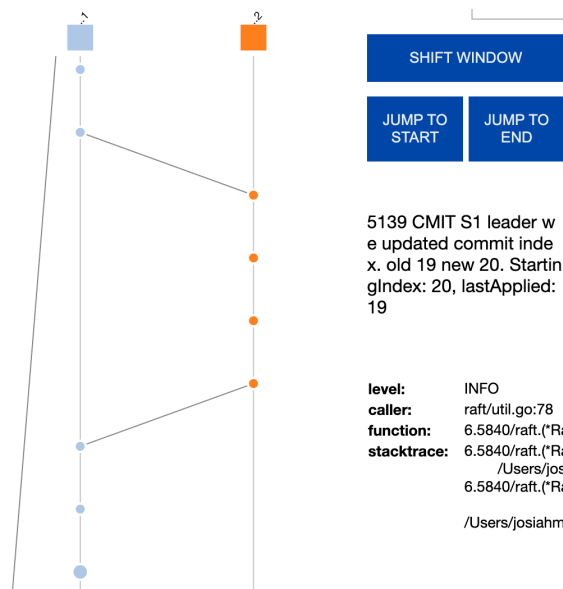 ..1
..2
SHIFT WINDOW
JUMP TO START
JUMP TO END
5139 CMIT S1 leader w
e updated commit inde
x. old 19 new 20. Startin
gIndex: 20, lastApplied:
19
level: INFO
caller: raft/util.go:78
function: 6.5840/raft.(*Ra
stacktrace: 6.5840/raft.(*Ra
/Users/jos
6.5840/raft.(*Ra
/Users/josiahm